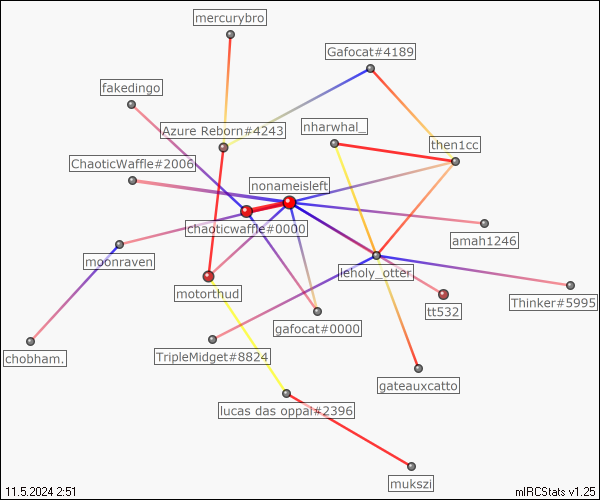 mercurybro
Gafocat#4189
fakedingo
Azure Reborn#4243
nharwhal_
then1cc
ChaoticWaffle#2006
nonameisleft
chaoticwaffle#0000
amah1246
moonraven
leholy_otter
motorthud
Thinker#5995
tt532
gafocat#0000
chobham.
TripleMidget#8824
gateauxcatto
lucas das oppai#2396
mukszi
11.5.2024 2:51
mIRCStats v1.25